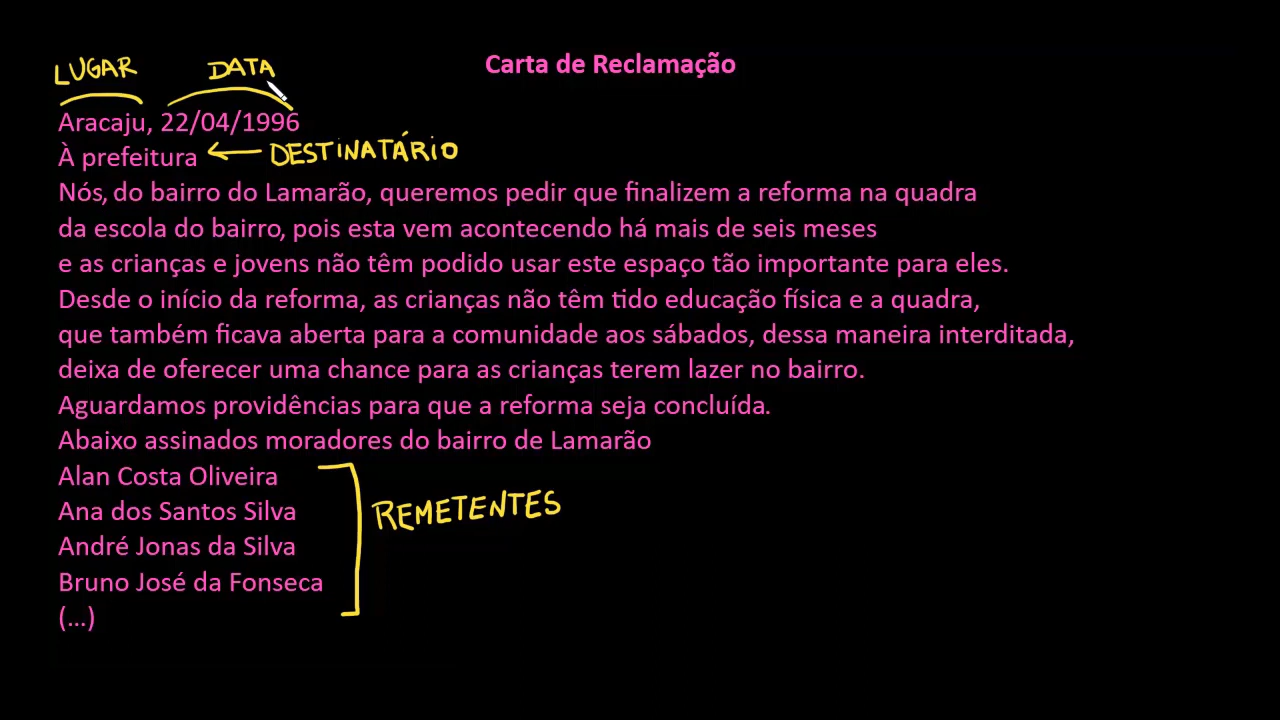 Carta de Reclamação
LUGAR DATA
Aracaju, 22/04/1996
À prefeitura ← DESTINATÁRIO
Nós, do bairro do Lamarão, queremos pedir que finalizem a reforma na quadra
da escola do bairro, pois esta vem acontecendo há mais de seis meses
e as crianças e jovens não têm podido usar este espaço tão importante para eles.
Desde o início da reforma, as crianças não têm tido educação física e a quadra,
que também ficava aberta para a comunidade aos sábados, dessa maneira interditada,
deixa de oferecer uma chance para as crianças terem lazer no bairro.
Aguardamos providências para que a reforma seja concluída.
Abaixo assinados moradores do bairro de Lamarão
Alan Costa Oliveira
Ana dos Santos Silva
REMETENTES
André Jonas da Silva
Bruno José da Fonseca
(...)